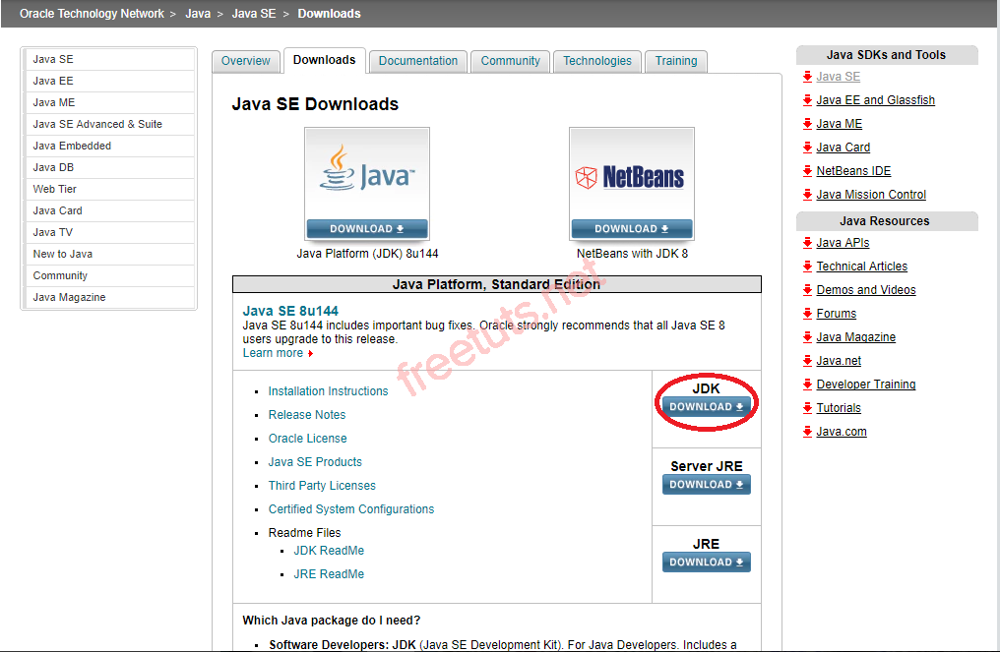 Oracle Technology Network > Java > Java SE > Downloads
Java SE
Java EE
Java ME
Java SE Advanced & Suite
Java Embedded
Java DB
Web Tier
Java Card
Java TV
New to Java
Community
Java Magazine
Overview Downloads Documentation Community Technologies Training
Java SE Downloads
Java™
DOWNLOAD
Java Platform (JDK) 8u144
NetBeans
DOWNLOAD
NetBeans with JDK 8
Java Platform, Standard Edition
Java SE 8u144
Java SE 8u144 includes important bug fixes. Oracle strongly recommends that all Java SE 8
users upgrade to this release.
Learn more
freetuts.net
Installation Instructions
Release Notes
Oracle License
Java SE Products
Third Party Licenses
Certified System Configurations
Readme Files
JDK ReadMe
JRE ReadMe
JDK
DOWNLOAD
Server JRE
DOWNLOAD
JRE
DOWNLOAD
Which Java package do I need?
Software Developers: JDK (Java SE Development Kit). For Java Developers. Includes a
Java SDKs and Tools
Java SE
Java EE and Glassfish
Java ME
Java Card
NetBeans IDE
Java Mission Control
Java Resources
Java APIs
Technical Articles
Demos and Videos
Forums
Java Magazine
Java.net
Developer Training
Tutorials
Java.com